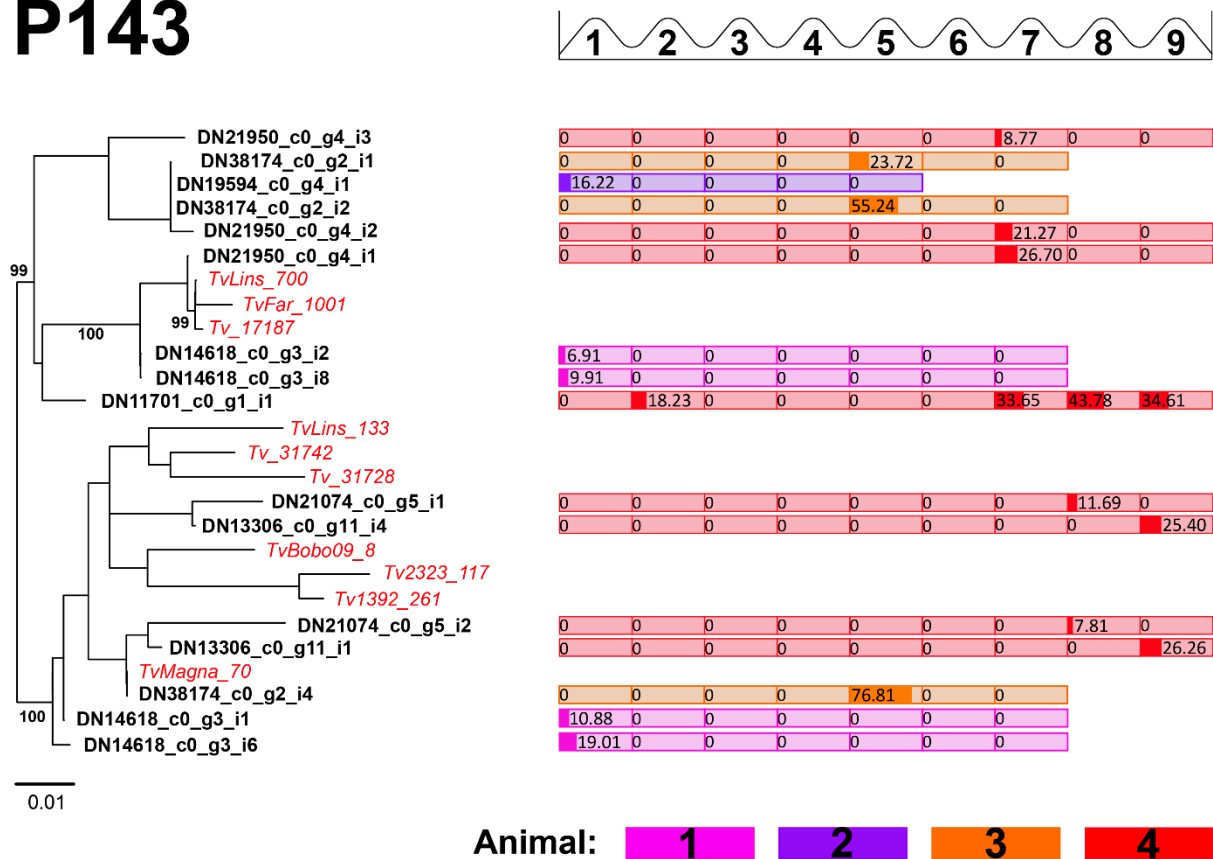 P143
1 2 3 4 5 6 7 8 9
DN21950_c0_g4_i3 0 0 0 0 0 0 8.77 0 0
DN38174_c0_g2_i1 0 0 0 0 23.72 0 0
DN19594_c0_g4_i1 16.22 0 0 0 0
DN38174_c0_g2_i2 0 0 0 0 55.24 0 0
DN21950_c0_g4_i2 0 0 0 0 0 0 21.27 0 0
DN21950_c0_g4_i1 0 0 0 0 0 0 26.70 0 0
99
TvLins_700
TvFar_1001
99
Tv_17187
100
DN14618_c0_g3_i2 6.91 0 0 0 0 0 0
DN14618_c0_g3_i8 9.91 0 0 0 0 0 0
DN11701_c0_g1_i1 0 18.23 0 0 0 0 33.65 43.78 34.61
TvLins_133
Tv_31742
Tv_31728
DN21074_c0_g5_i1 0 0 0 0 0 0 0 11.69 0
DN13306_c0_g11_i4 0 0 0 0 0 0 0 0 25.40
TvBobo09_8
Tv2323_117
Tv1392_261
DN21074_c0_g5_i2 0 0 0 0 0 0 0 7.81 0
DN13306_c0_g11_i1 0 0 0 0 0 0 0 0 26.26
TvMagna_70
DN38174_c0_g2_i4 0 0 0 0 76.81 0 0
100
DN14618_c0_g3_i1 10.88 0 0 0 0 0 0
DN14618_c0_g3_i6 19.01 0 0 0 0 0 0
0.01
Animal: 1 2 3 4